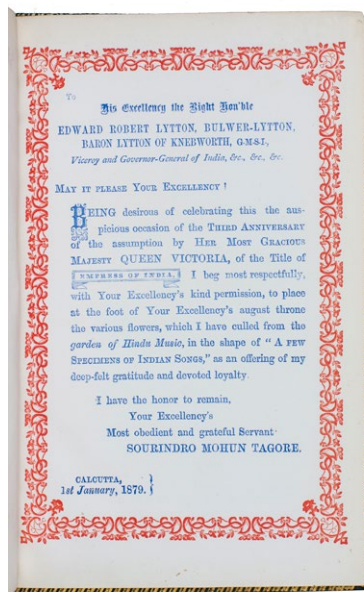 To
His Excellency the Right Hon'ble
EDWARD ROBERT LYTTON, BULWER-LYTTON,
BARON LYTTON OF KNEBWORTH, G.M.S.I.,
Viceroy and Governor-General of India, &c., &c., &c.
MAY IT PLEASE YOUR EXCELLENCY !
BEING desirous of celebrating this the aus-
picious occasion of the THIRD ANNIVERSARY
of the assumption by HER MOST GRACIOUS
MAJESTY QUEEN VICTORIA, of the Title of
EMPRESS OF INDIA, I beg most respectfully,
with Your Excellency's kind permission, to place
at the foot of Your Excellency's august throne
the various flowers, which I have culled from the
garden of Hindu Music, in the shape of "A FEW
SPECIMENS OF INDIAN SONGS," as an offering of my
deep-felt gratitude and devoted loyalty.
I have the honor to remain,
Your Excellency's
Most obedient and grateful Servant
SOURINDRO MOHUN TAGORE.
CALCUTTA,
1st January, 1879.